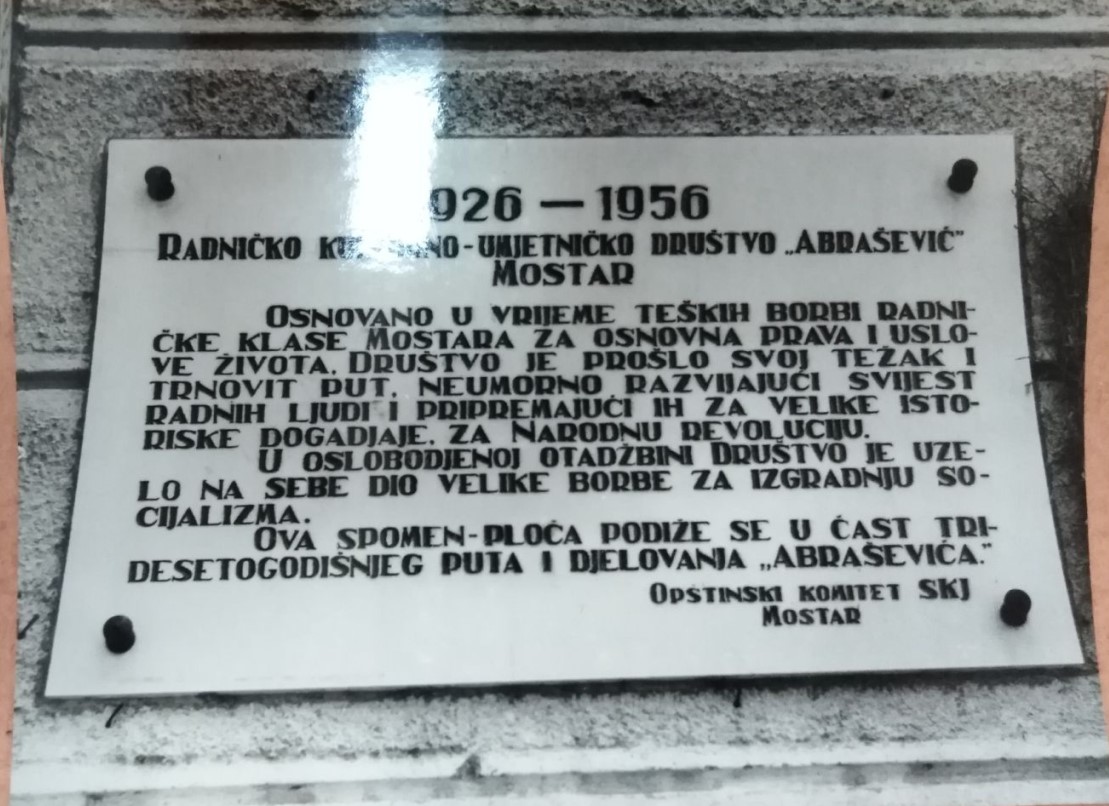 926 — 1956
RADNIČKO -UMJETNIČKO DRUŠTVO „ABRAŠEVIĆ"
MOSTAR
OSNOVANO U VRIJEME TEŠKIH BORBI RADNI-
ČKE KLASE MOSTARA ZA OSNOVNA PRAVA I USLO-
VE ŽIVOTA, DRUŠTVO JE PROŠLO SVOJ TEŽAK I
TRNOVIT PUT, NEUMORNO RAZVIJAJUĆI SVIJEST
RADNIH LJUDI I PRIPREMAJUĆI IH ZA VELIKE ISTO-
RISKE DOGADJAJE, ZA NARODNU REVOLUCIJU.
U OSLOBODJENOJ OTADŽBINI DRUŠTVO JE UZE-
LO NA SEBE DIO VELIKE BORBE ZA IZGRADNJU SO-
CIJALIZMA.
OVA SPOMEN-PLOČA PODIŽE SE U ČAST TRI-
DESETOGODIŠNJEG PUTA I DJELOVANJA „ABRAŠEVIĆA."
OPŠTINSKI KOMITET SKJ
MOSTAR